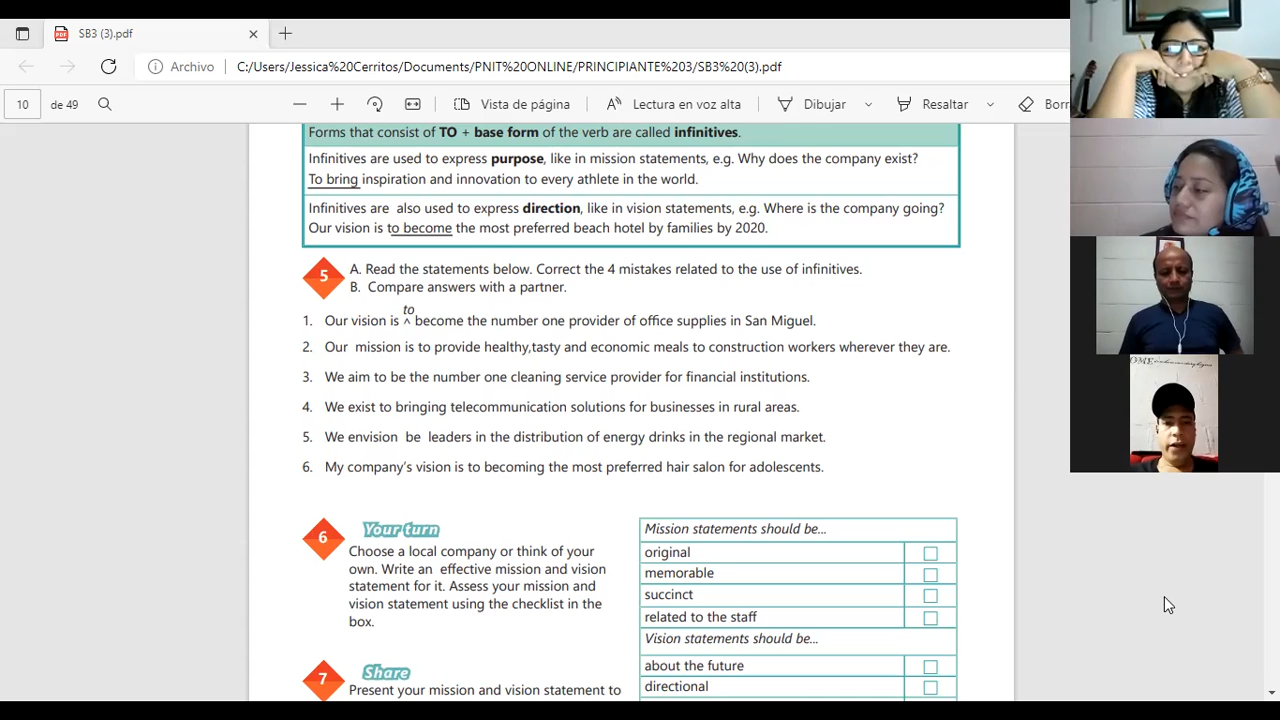 SB3 (3).pdf
Archivo C:/Users/Jessica%20Cerritos/Documents/PNIT%20ONLINE/PRINCIPIANTE%203/SB3%20(3).pdf
10 de 49 Vista de página Lectura en voz alta Dibujar Resaltar Borr
Forms that consist of TO + base form of the verb are called infinitives.
Infinitives are used to express purpose, like in mission statements, e.g. Why does the company exist?
To bring inspiration and innovation to every athlete in the world.
Infinitives are also used to express direction, like in vision statements, e.g. Where is the company going?
Our vision is to become the most preferred beach hotel by families by 2020.
5 A. Read the statements below. Correct the 4 mistakes related to the use of infinitives.
B. Compare answers with a partner.
to
1. Our vision is ^ become the number one provider of office supplies in San Miguel.
2. Our mission is to provide healthy,tasty and economic meals to construction workers wherever they are.
3. We aim to be the number one cleaning service provider for financial institutions.
4. We exist to bringing telecommunication solutions for businesses in rural areas.
5. We envision be leaders in the distribution of energy drinks in the regional market.
6. My company's vision is to becoming the most preferred hair salon for adolescents.
6 Your turn
Choose a local company or think of your
own. Write an effective mission and vision
statement for it. Assess your mission and
vision statement using the checklist in the
box.
Mission statements should be...
original
memorable
succinct
related to the staff
Vision statements should be...
about the future
directional
7 Share
Present your mission and vision statement to